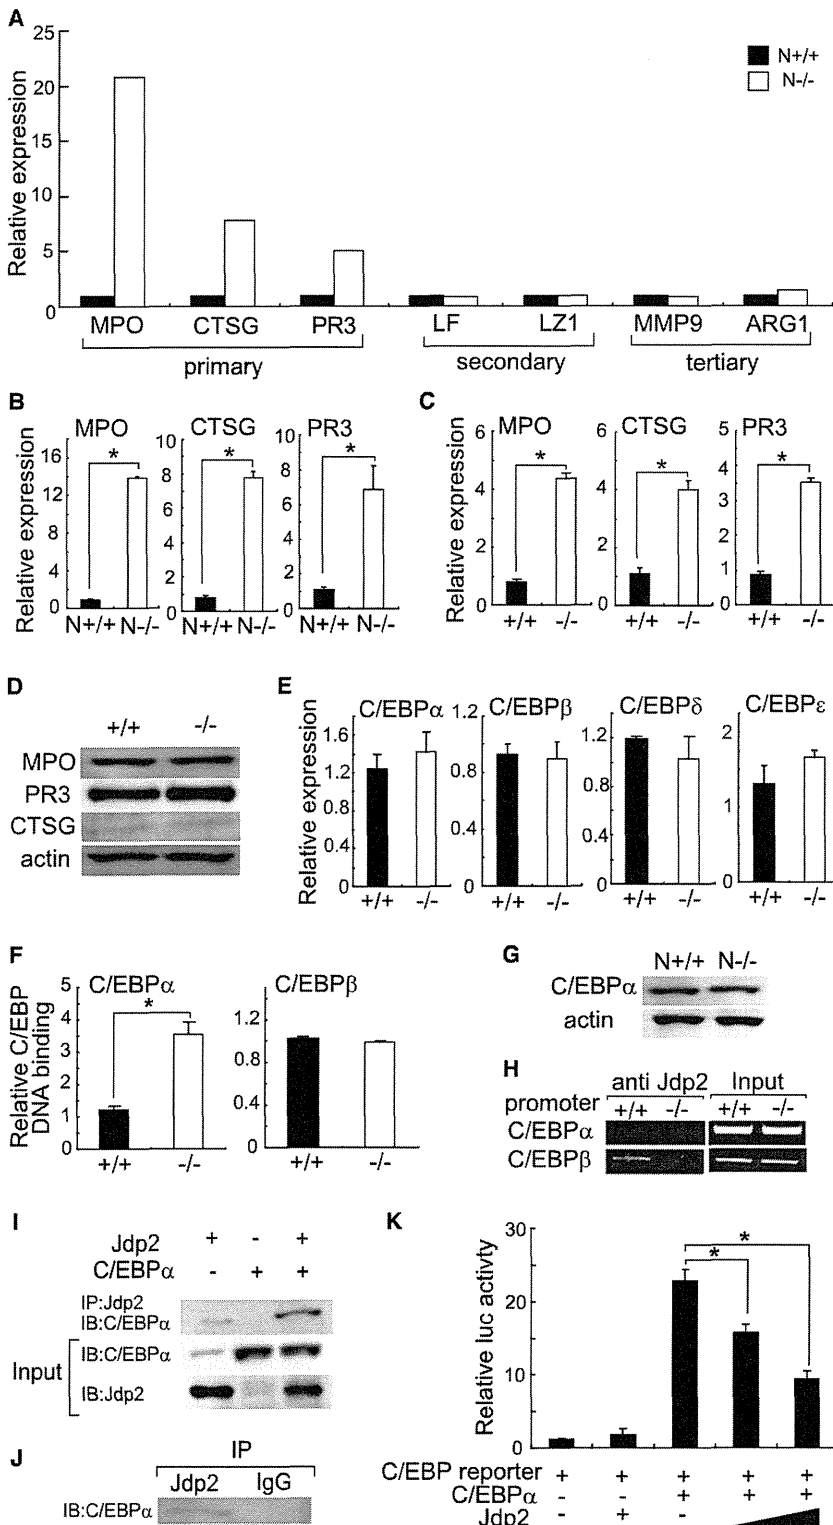 A
25
20
15
10
5
0
Relative expression
N+/+
N-/-
MPO CTSG PR3 LF LZ1 MMP9 ARG1
primary secondary tertiary
B
MPO CTSG PR3
Relative expression
16
12
8
4
0
10
8
6
4
2
0
10
8
6
4
2
0
* * *
N+/+ N-/- N+/+ N-/- N+/+ N-/-
C
MPO CTSG PR3
Relative expression
6
4
2
0
6
4
2
0
5
4
3
2
1
0
* * *
+/+ -/- +/+ -/- +/+ -/-
D
+/+ -/-
MPO
PR3
CTSG
actin
E
C/EBPα C/EBPβ C/EBPδ C/EBPε
Relative expression
1.6
1.2
0.8
0.4
0
1.2
0.8
0.4
0
1.2
0.8
0.4
0
2
1
0
+/+ -/- +/+ -/- +/+ -/- +/+ -/-
F
C/EBPα C/EBPβ
Relative C/EBP
DNA binding
5
4
3
2
1
0
1.2
0.8
0.4
0
*
+/+ -/- +/+ -/-
G
N+/+ N-/-
C/EBPα
actin
H
anti Jdp2 Input
promoter +/+ -/- +/+ -/-
C/EBPα
C/EBPβ
I
Jdp2 + - +
C/EBPα - + +
IP:Jdp2
IB:C/EBPα
Input
IB:C/EBPα
IB:Jdp2
J
IP
Jdp2 IgG
IB:C/EBPα
K
30
20
10
0
Relative luc activty
* *
C/EBP reporter + + + + +
C/EBPα - - + + +
Jdp2 - + -